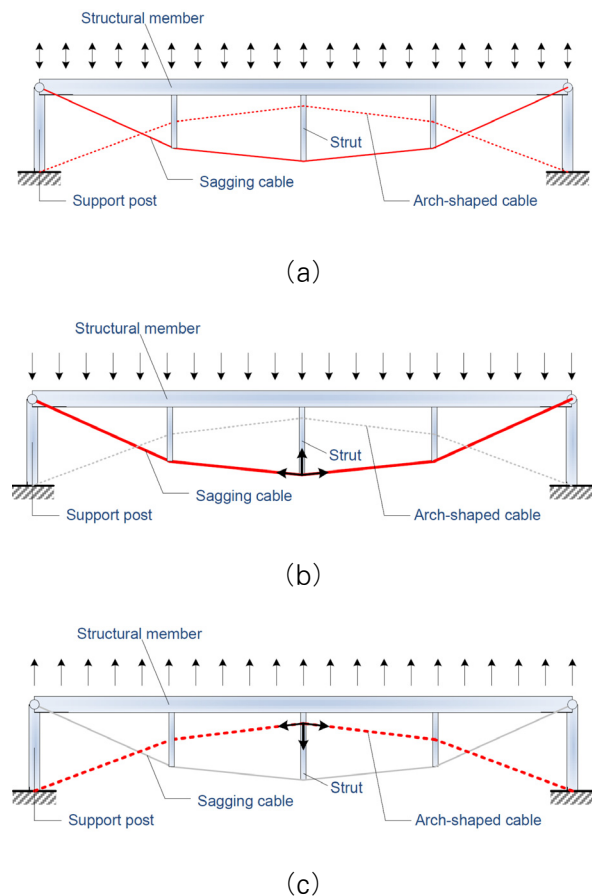 Structural member
Strut
Sagging cable
Support post
Arch-shaped cable
(a)
Structural member
Strut
Sagging cable
Support post
Arch-shaped cable
(b)
Structural member
Strut
Sagging cable
Support post
Arch-shaped cable
(c)